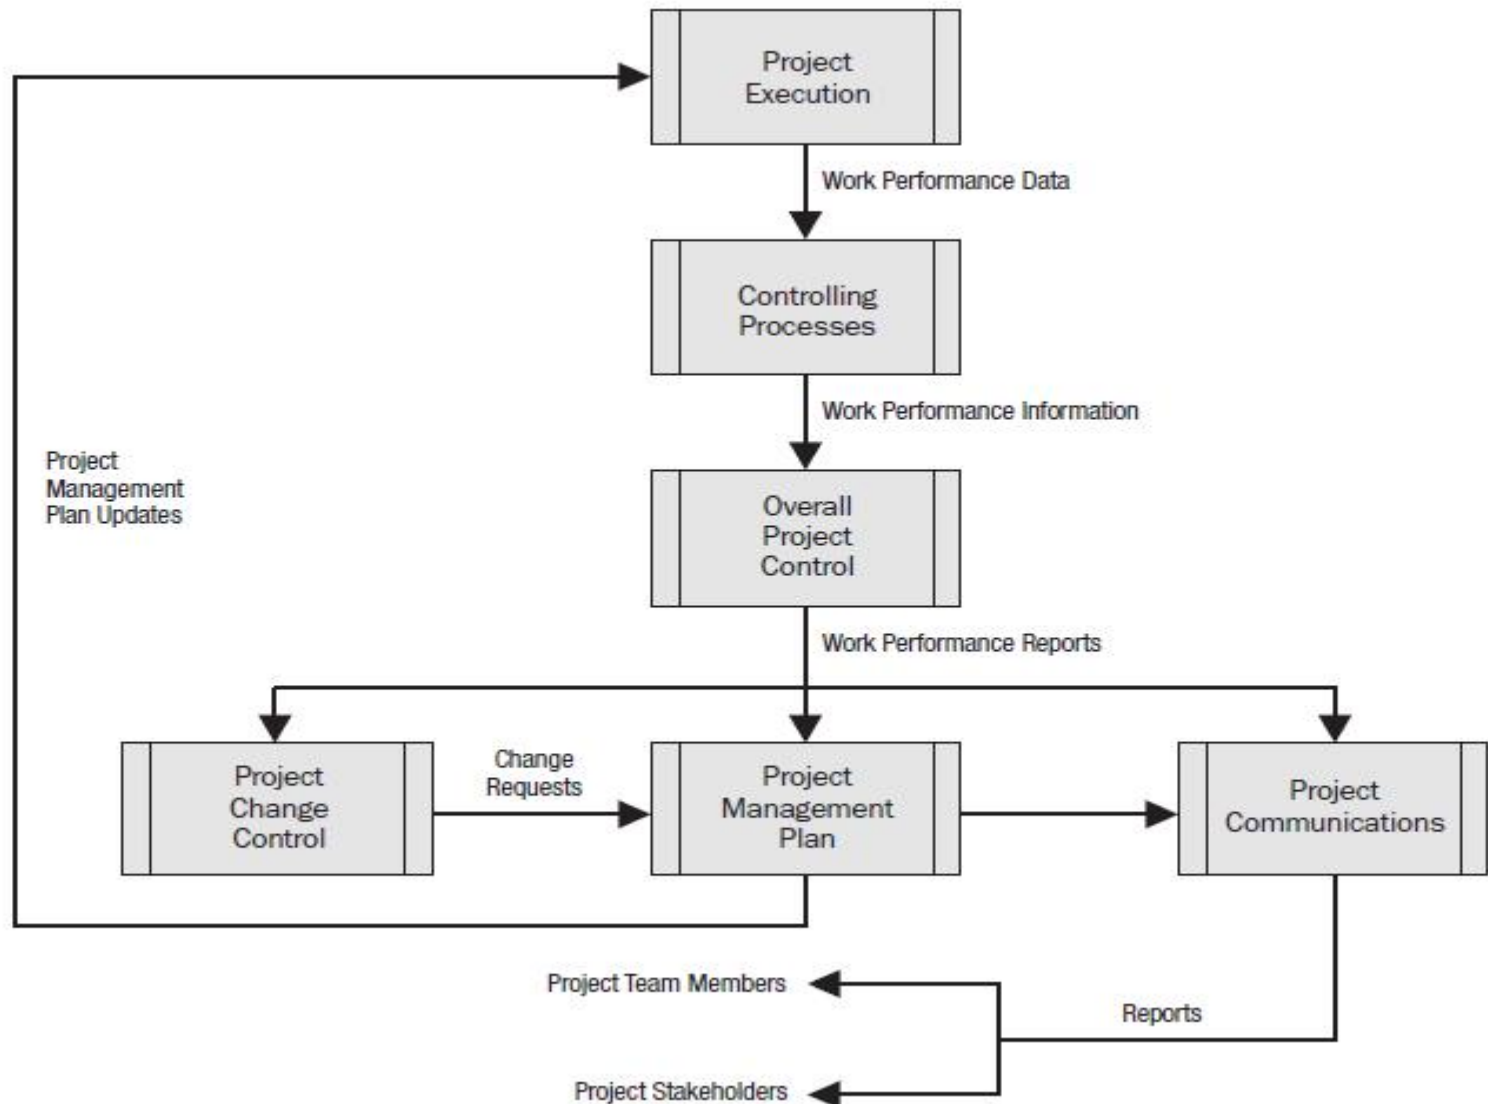 Project
Execution
Work Performance Data
Controlling
Processes
Work Performance Information
Project
Management
Plan Updates
Overall
Project
Control
Work Performance Reports
Project
Change
Control
Change
Requests
Project
Management
Plan
Project
Communications
Project Team Members
Reports
Project Stakeholders